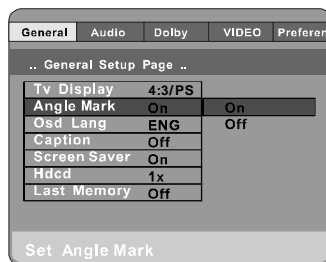 General Audio Dolby VIDEO Preferen
.. General Setup Page ..
Tv Display 4:3/PS
Angle Mark On On
Osd Lang ENG Off
Caption Off
Screen Saver On
Hdcd 1x
Last Memory Off
Set Angle Mark